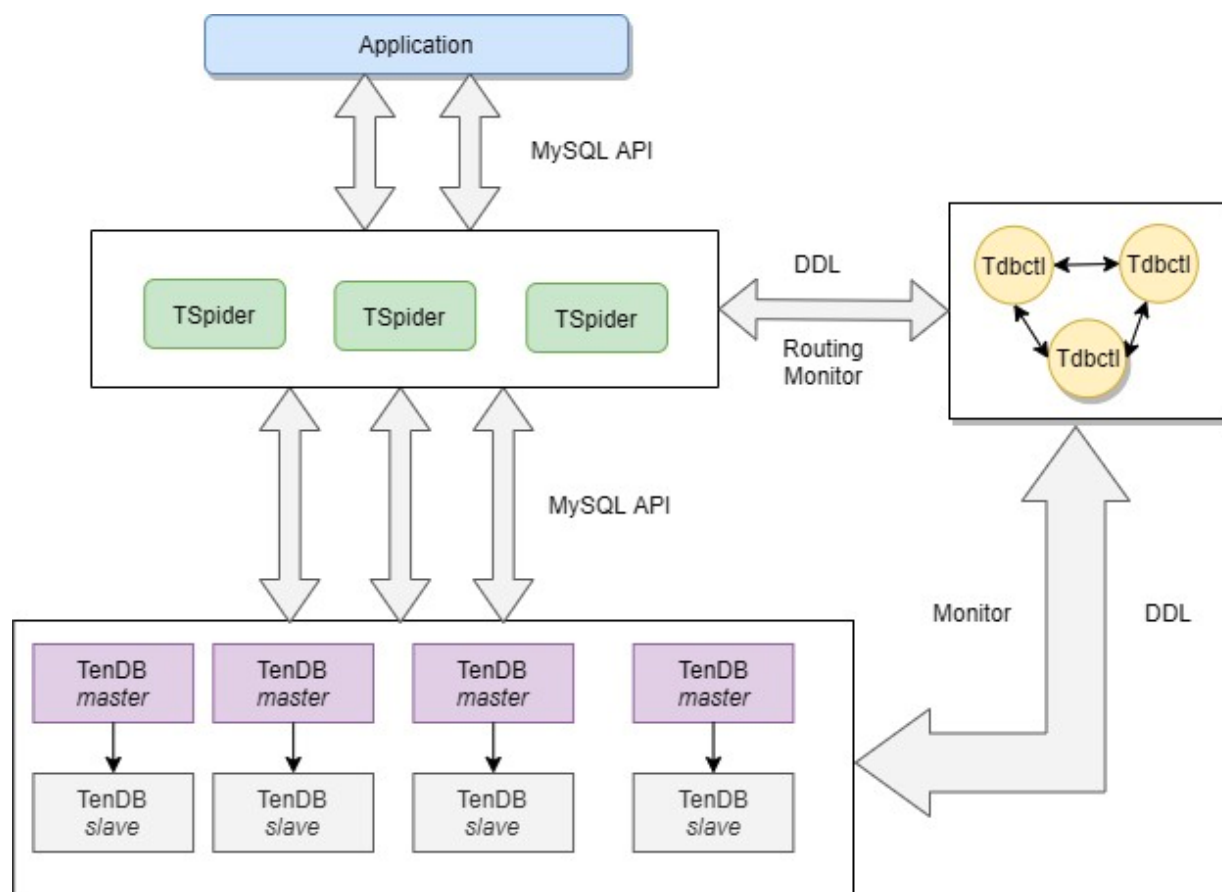 Application
MySQL API
TSpider
TSpider
TSpider
DDL
Routing
Monitor
Tdbctl
Tdbctl
Tdbctl
MySQL API
Monitor
DDL
TenDB
master
TenDB
master
TenDB
master
TenDB
master
TenDB
slave
TenDB
slave
TenDB
slave
TenDB
slave